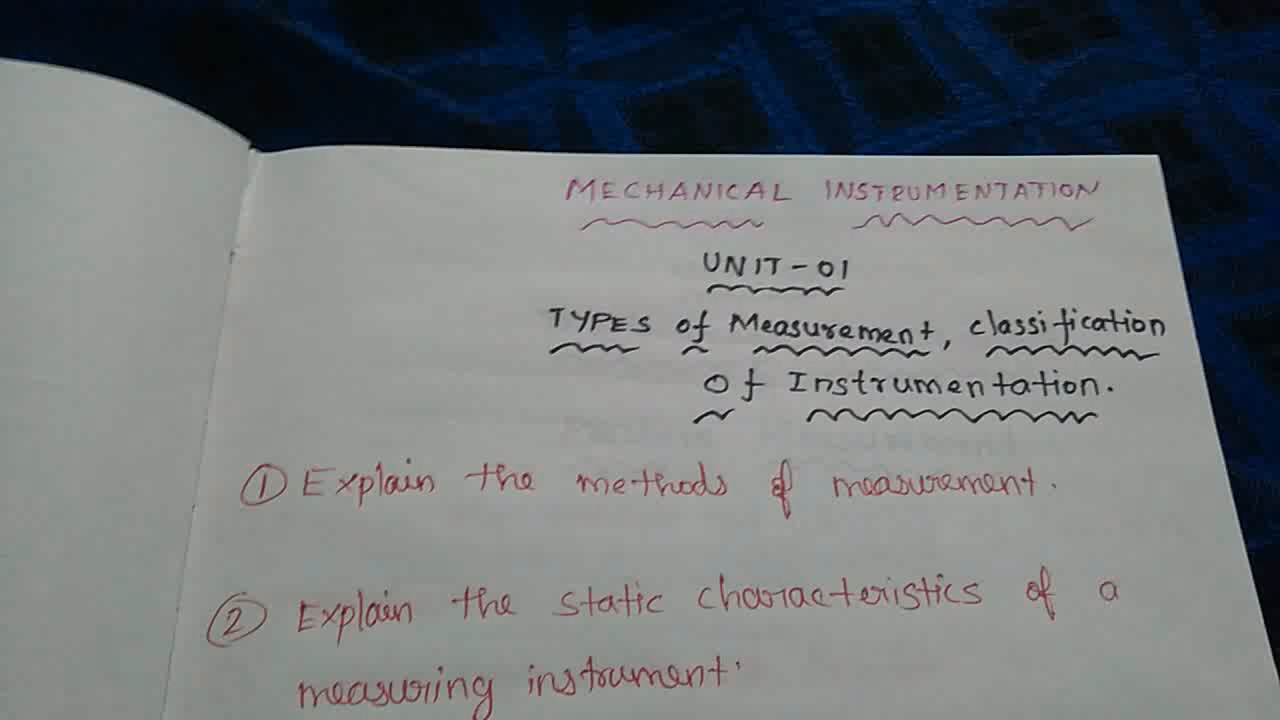 MECHANICAL INSTRUMENTATION
UNIT-01
TYPES of Measurement, classification
Of Instrumentation.
① Explain the methods of measurement.
② Explain the static characteristics of a
measuring instrument.